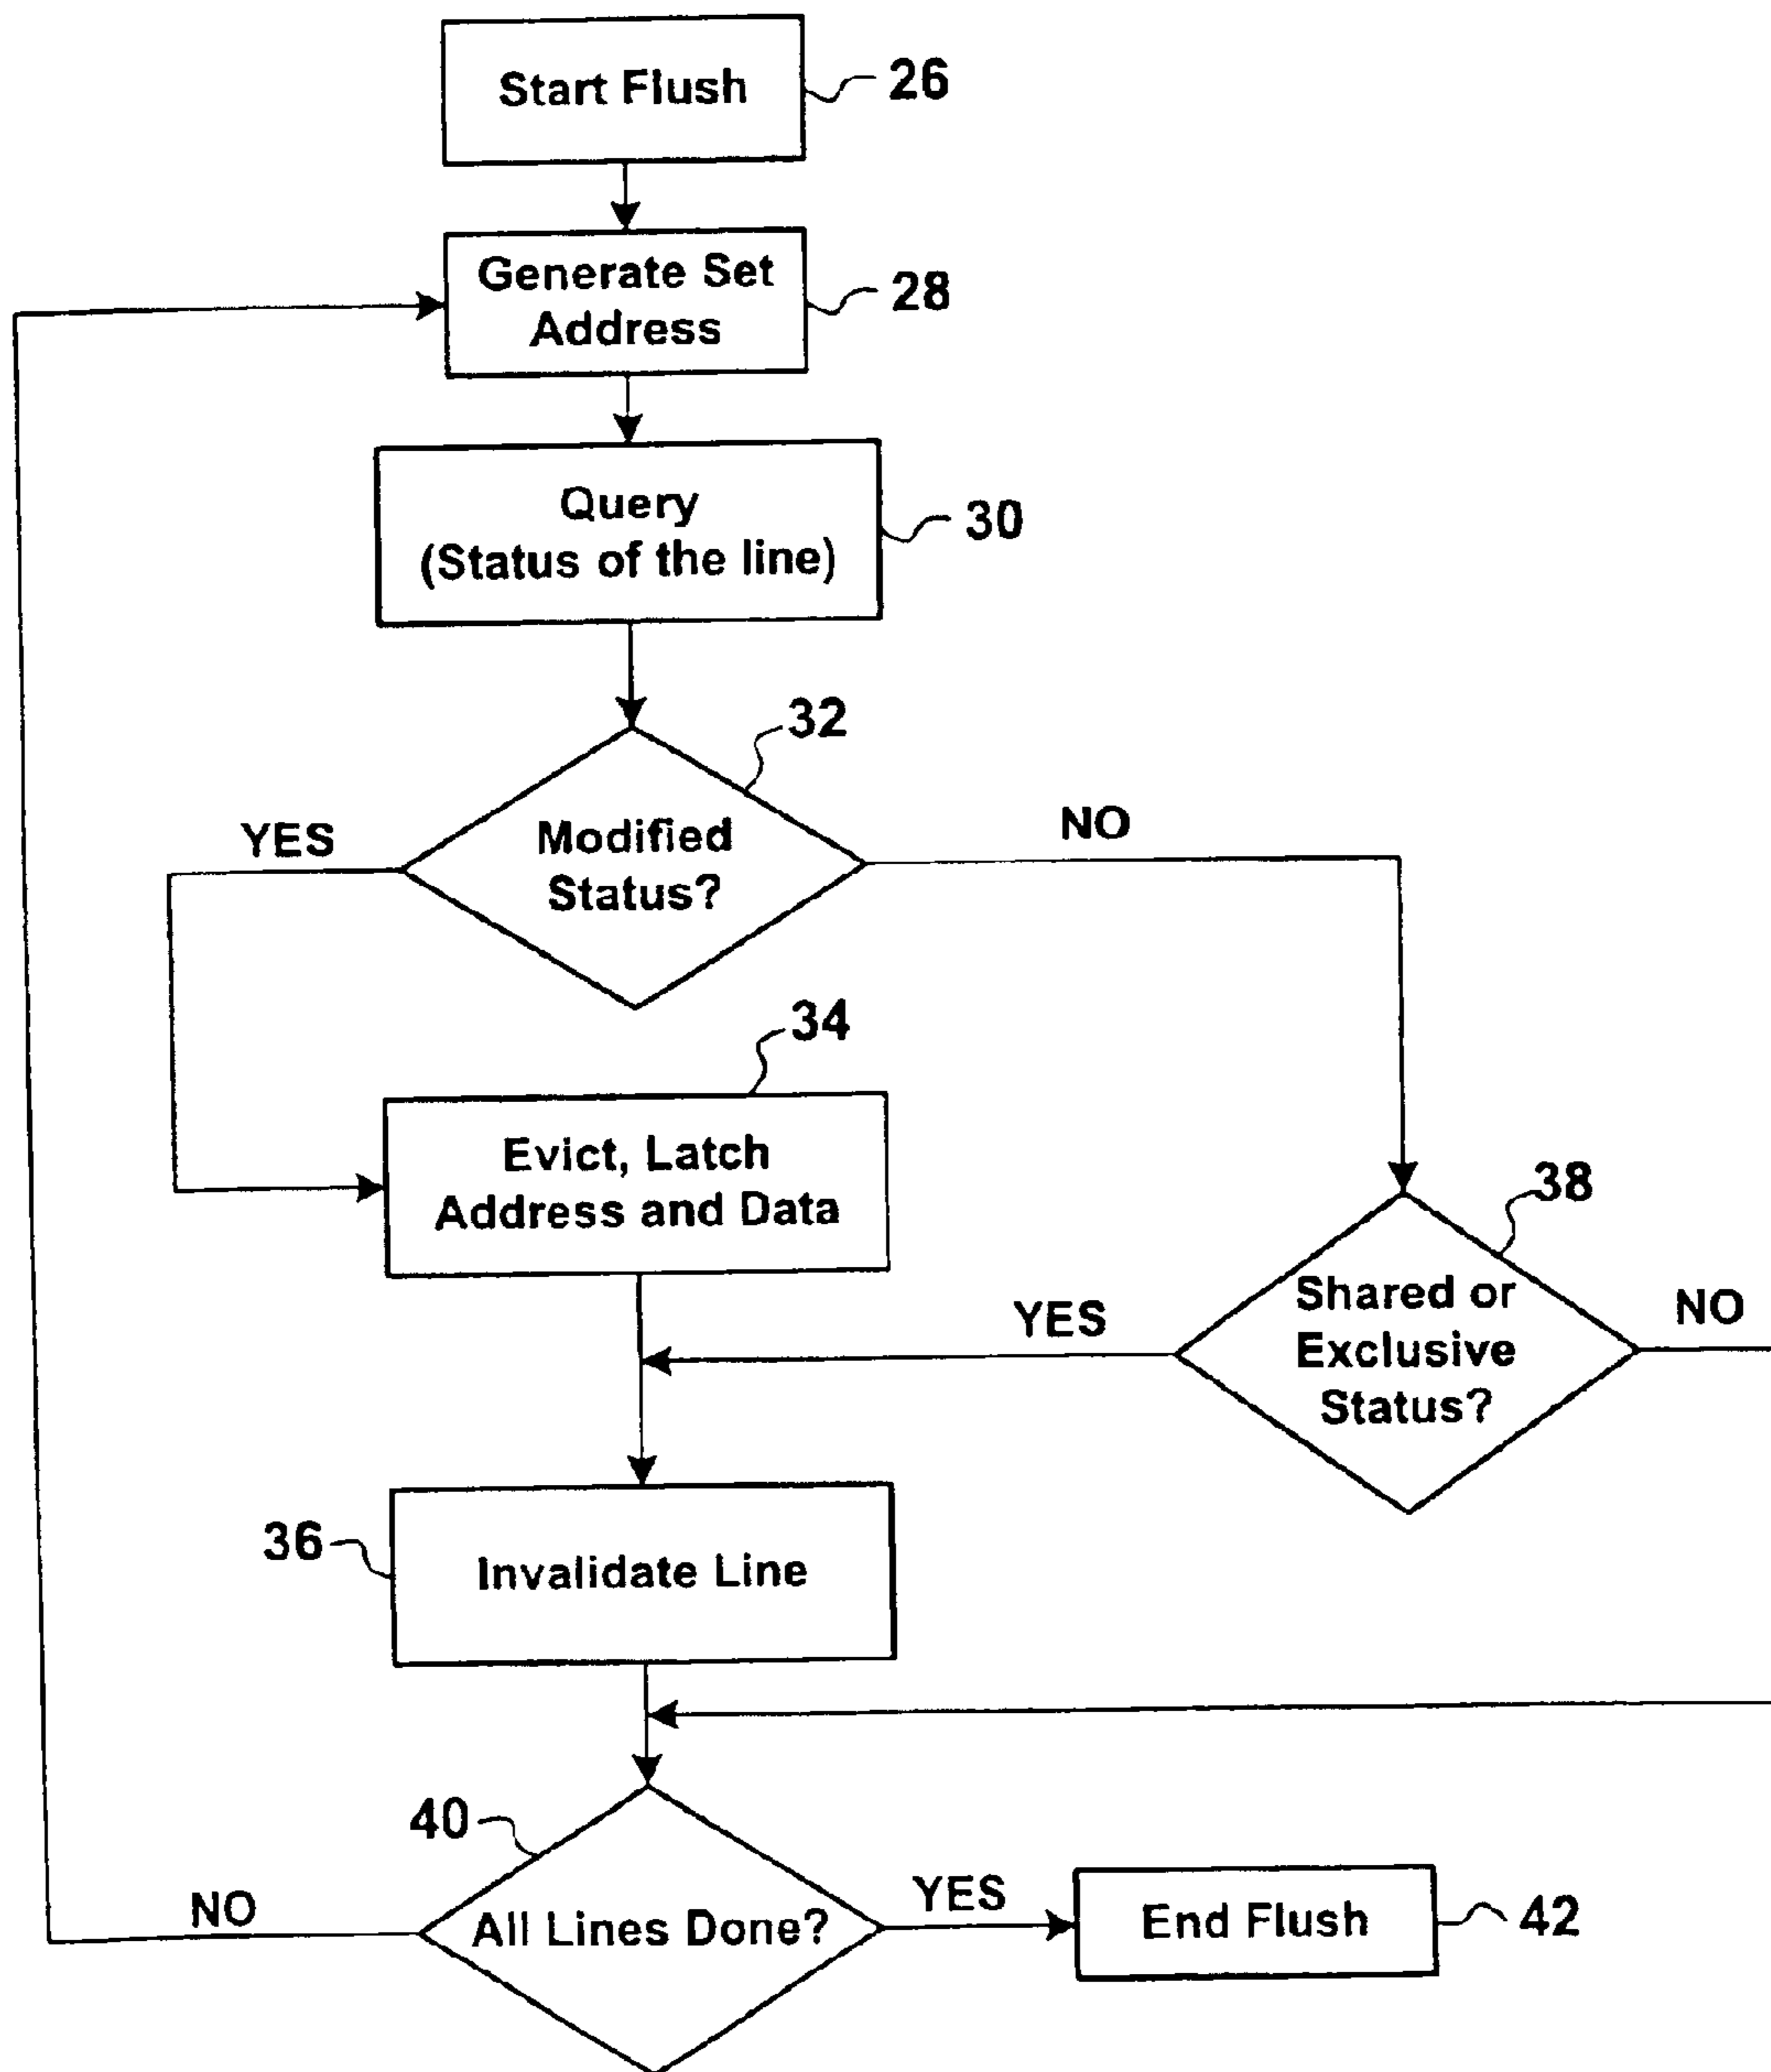 Start Flush
26
Generate Set
Address
28
Query
(Status of the line)
30
32
Modified
Status?
YES
NO
34
Evict, Latch
Address and Data
38
Shared or
Exclusive
Status?
YES
NO
36
Invalidate Line
40
All Lines Done?
NO
YES
End Flush
42